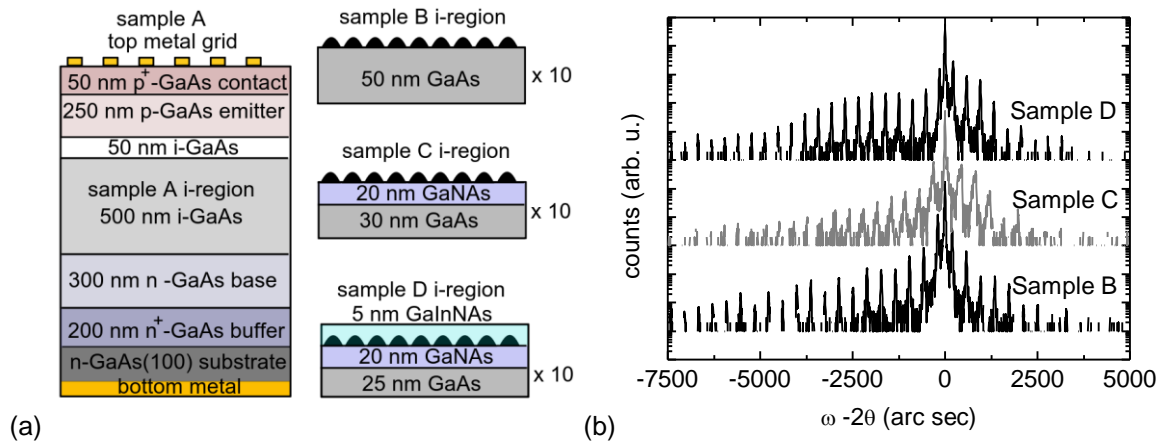 sample A
top metal grid
50 nm p+-GaAs contact
250 nm p-GaAs emitter
50 nm i-GaAs
sample A i-region
500 nm i-GaAs
300 nm n -GaAs base
200 nm n+-GaAs buffer
n-GaAs(100) substrate
bottom metal
(a)
sample B i-region
50 nm GaAs
x 10
sample C i-region
20 nm GaNAs
30 nm GaAs
x 10
sample D i-region
5 nm GaInNAs
20 nm GaNAs
25 nm GaAs
x 10
(b)
counts (arb. u.)
Sample D
Sample C
Sample B
-7500 -5000 -2500 0 2500 5000
ω -2θ (arc sec)